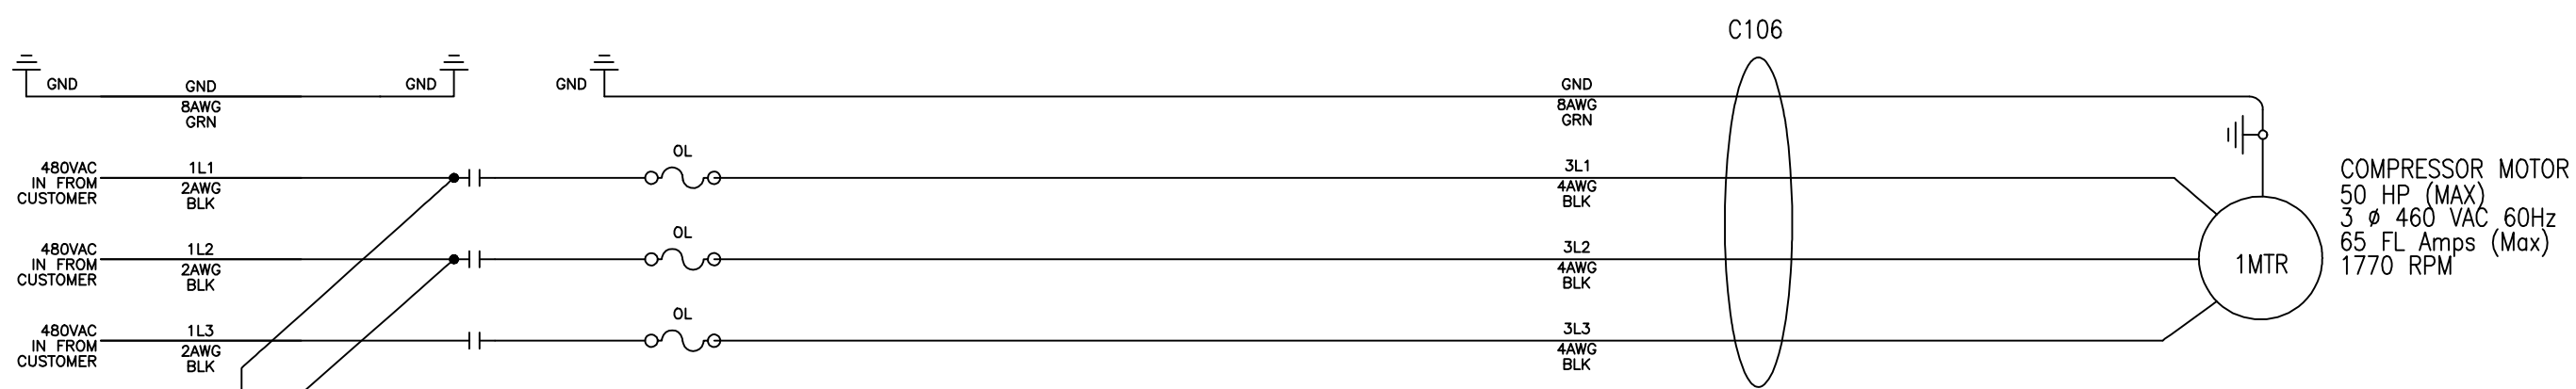 C106
GND
GND
8AWG
GRN
GND
GND
GND
8AWG
GRN
480VAC
IN FROM
CUSTOMER
1L1
2AWG
BLK
OL
3L1
4AWG
BLK
480VAC
IN FROM
CUSTOMER
1L2
2AWG
BLK
OL
3L2
4AWG
BLK
480VAC
IN FROM
CUSTOMER
1L3
2AWG
BLK
OL
3L3
4AWG
BLK
1MTR
COMPRESSOR MOTOR
50 HP (MAX)
3 ø 460 VAC 60Hz
65 FL Amps (Max)
1770 RPM